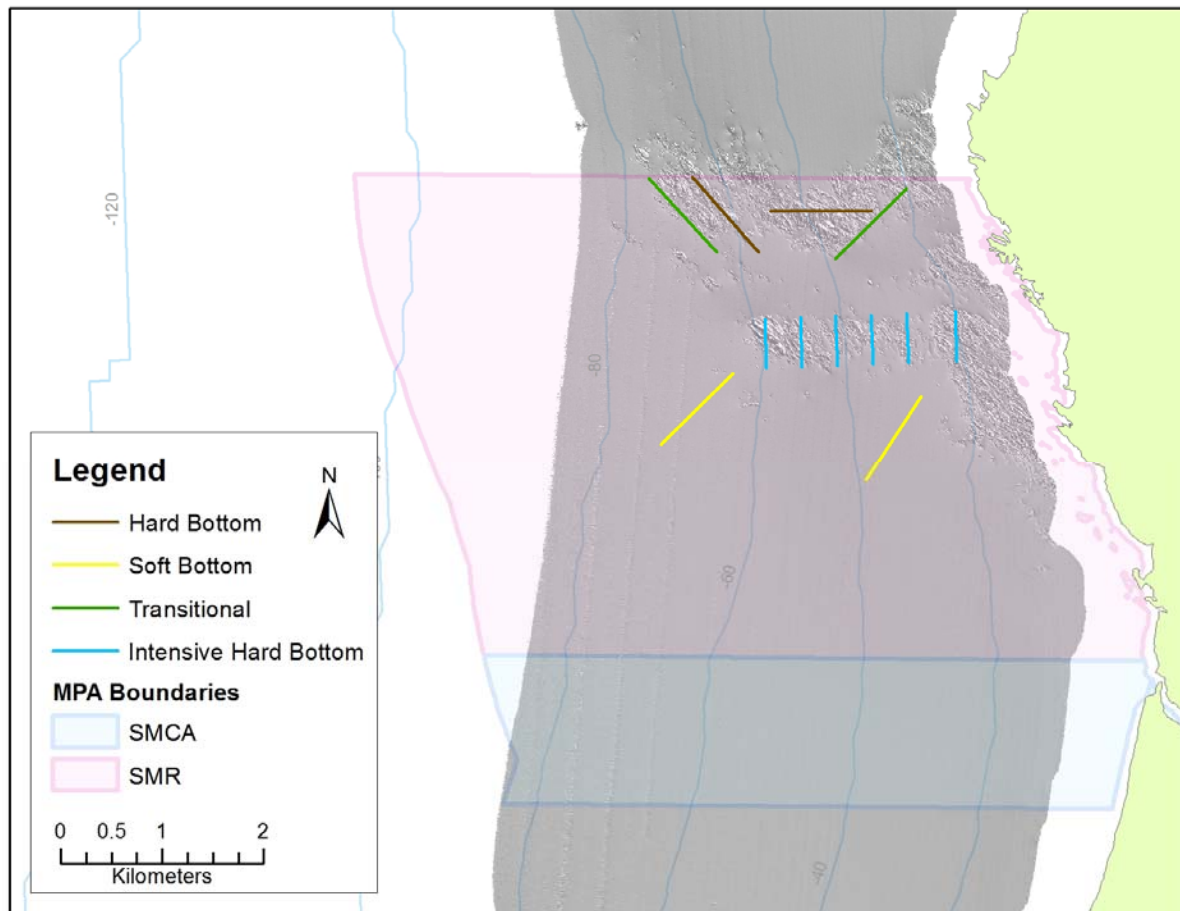 -120
-80
-60
-40
Legend
N
Hard Bottom
Soft Bottom
Transitional
Intensive Hard Bottom
MPA Boundaries
SMCA
SMR
0 0.5 1 2
Kilometers